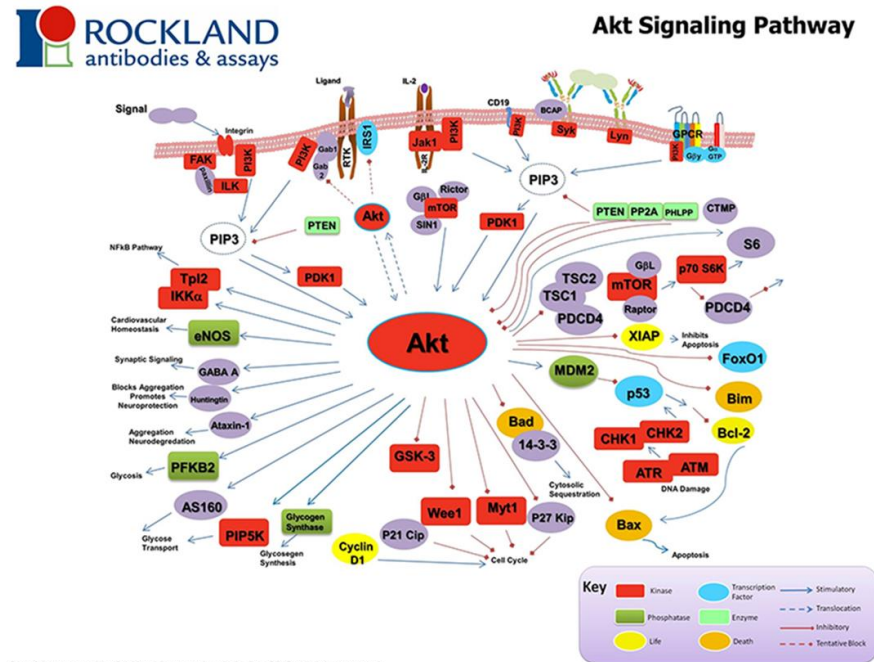 ROCKLAND
antibodies & assays
Akt Signaling Pathway
Signal
Integrin
FAK
paxillin
ILK
PI3K
Ligand
PI3K
Gab1
Gab
2
RTK
IRS1
IL-2
Jak1
PI3K
IL-2R
CD19
PI3K
BCAP
Syk
Lyn
GPCR
PI3K
Gβγ
Gα
GTP
PIP3
PTEN
Akt
GβL
Rictor
mTOR
SIN1
PDK1
PIP3
PTEN
PP2A
PHLPP
CTMP
S6
NFkB Pathway
Tpl2
IKKα
PDK1
TSC2
TSC1
PDCD4
GβL
mTOR
Raptor
p70 S6K
PDCD4
Cardiovascular
Homeostasis
eNOS
Akt
XIAP
Inhibits
Apoptosis
FoxO1
Synaptic Signaling
GABA A
MDM2
p53
Bim
Blocks Aggregation
Promotes
Neuroprotection
Huntingtin
Ataxin-1
Aggregation
Neurodegredation
Bad
14-3-3
CHK1
CHK2
Bcl-2
GSK-3
ATR
ATM
DNA Damage
PFKB2
Glycosis
Cytosolic
Sequestration
AS160
Glycose
Transport
PIP5K
Glycogen
Synthase
Glycosegen
Synthesis
Cyclin
D1
P21 Cip
Wee1
Myt1
P27 Kip
Cell Cycle
Bax
Apoptosis
Key
Kinase
Transcription
Factor
Stimulatory
Translocation
Phosphatase
Enzyme
Inhibitory
Life
Death
Tentative Block